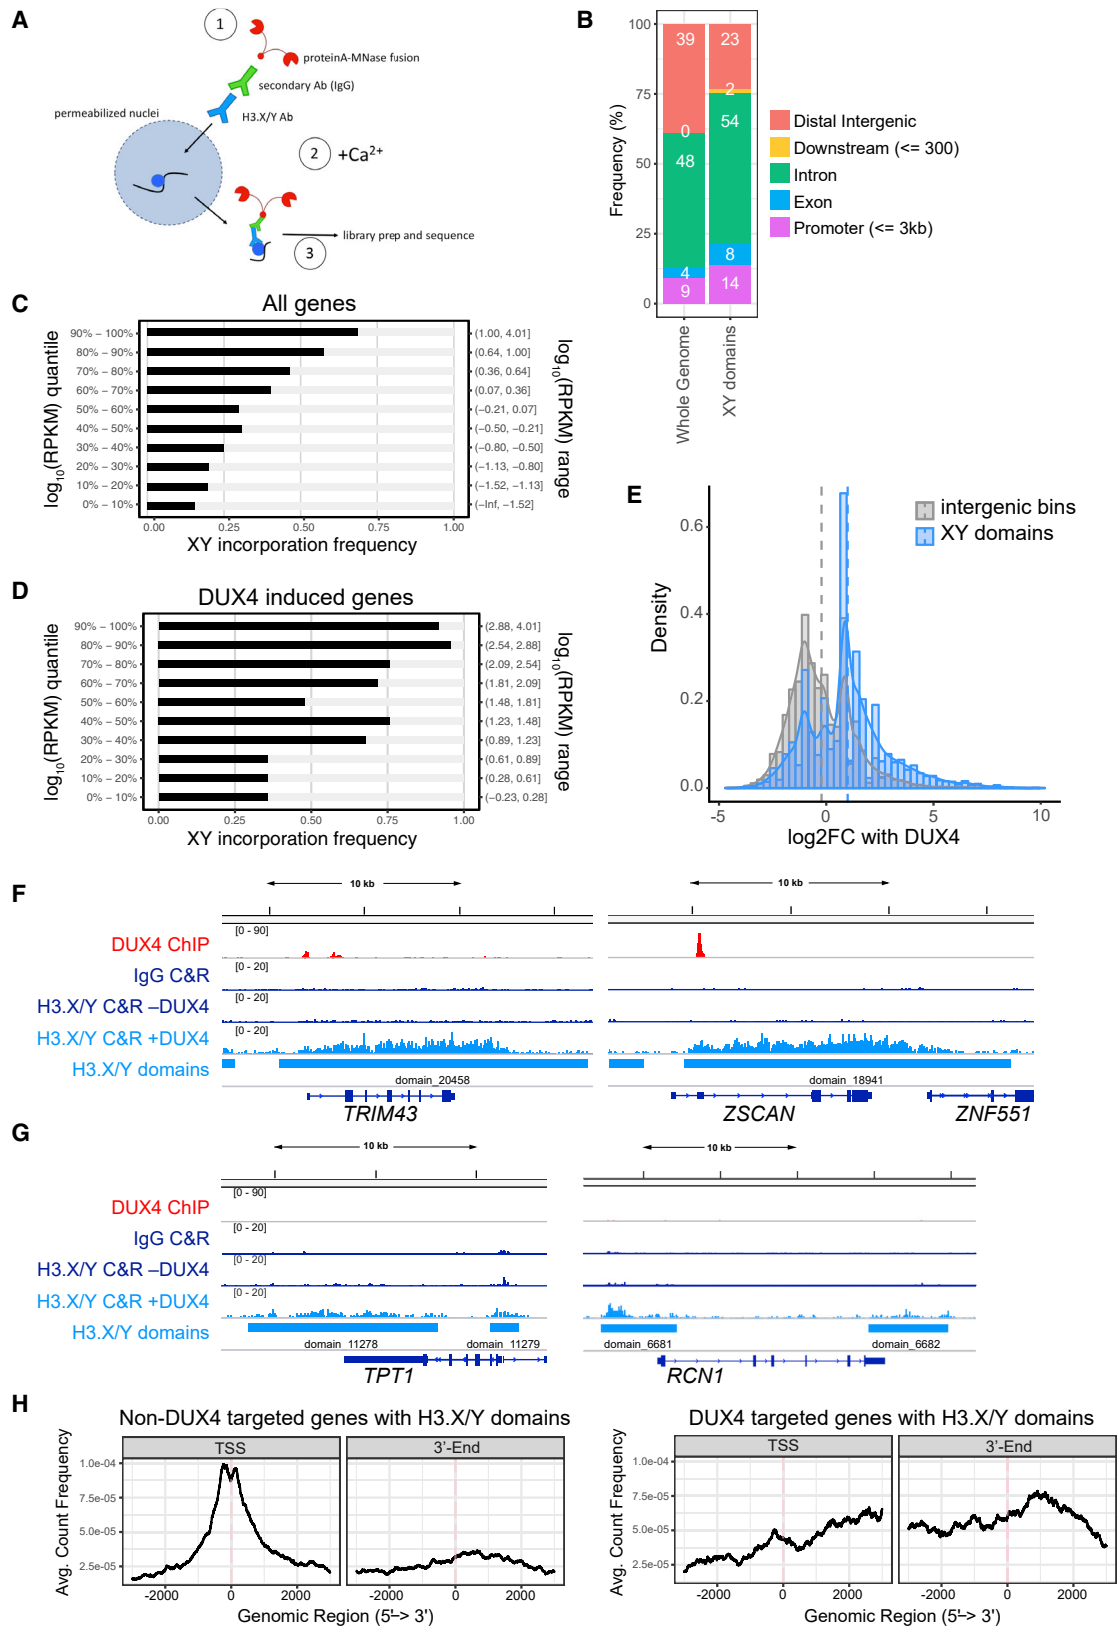 A
1
proteinA-MNase fusion
secondary Ab (IgG)
H3.X/Y Ab
permeabilized nuclei
2
+Ca2+
3
library prep and sequence
B
Frequency (%)
100
75
50
25
0
39
0
48
4
9
23
2
54
8
14
Whole Genome
XY domains
Distal Intergenic
Downstream (<= 300)
Intron
Exon
Promoter (<= 3kb)
C
All genes
log10(RPKM) quantile
log10(RPKM) range
90% − 100%
(1.00, 4.01]
80% − 90%
(0.64, 1.00]
70% − 80%
(0.36, 0.64]
60% − 70%
(0.07, 0.36]
50% − 60%
(−0.21, 0.07]
40% − 50%
(−0.50, −0.21]
30% − 40%
(−0.80, −0.50]
20% − 30%
(−1.13, −0.80]
10% − 20%
(−1.52, −1.13]
0% − 10%
(−Inf, −1.52]
0.00 0.25 0.50 0.75 1.00
XY incorporation frequency
D
DUX4 induced genes
log10(RPKM) quantile
log10(RPKM) range
90% − 100%
(2.88, 4.01]
80% − 90%
(2.54, 2.88]
70% − 80%
(2.09, 2.54]
60% − 70%
(1.81, 2.09]
50% − 60%
(1.48, 1.81]
40% − 50%
(1.23, 1.48]
30% − 40%
(0.89, 1.23]
20% − 30%
(0.61, 0.89]
10% − 20%
(0.28, 0.61]
0% − 10%
(−0.23, 0.28]
0.00 0.25 0.50 0.75 1.00
XY incorporation frequency
E
intergenic bins
XY domains
Density
0.6
0.4
0.2
0.0
-5 0 5 10
log2FC with DUX4
F
10 kb
10 kb
DUX4 ChIP
[0 - 90]
IgG C&R
[0 - 20]
H3.X/Y C&R –DUX4
[0 - 20]
H3.X/Y C&R +DUX4
[0 - 20]
H3.X/Y domains
domain_20458
domain_18941
TRIM43
ZSCAN
ZNF551
G
10 kb
10 kb
DUX4 ChIP
[0 - 90]
IgG C&R
[0 - 20]
H3.X/Y C&R –DUX4
[0 - 20]
H3.X/Y C&R +DUX4
[0 - 20]
H3.X/Y domains
domain_11278
domain_11279
domain_6681
domain_6682
TPT1
RCN1
H
Non-DUX4 targeted genes with H3.X/Y domains
TSS
3'-End
Avg. Count Frequency
1.0e-04
7.5e-05
5.0e-05
2.5e-05
-2000 0 2000
-2000 0 2000
Genomic Region (5'-> 3')
DUX4 targeted genes with H3.X/Y domains
TSS
3'-End
Avg. Count Frequency
1.0e-04
7.5e-05
5.0e-05
2.5e-05
-2000 0 2000
-2000 0 2000
Genomic Region (5'-> 3')